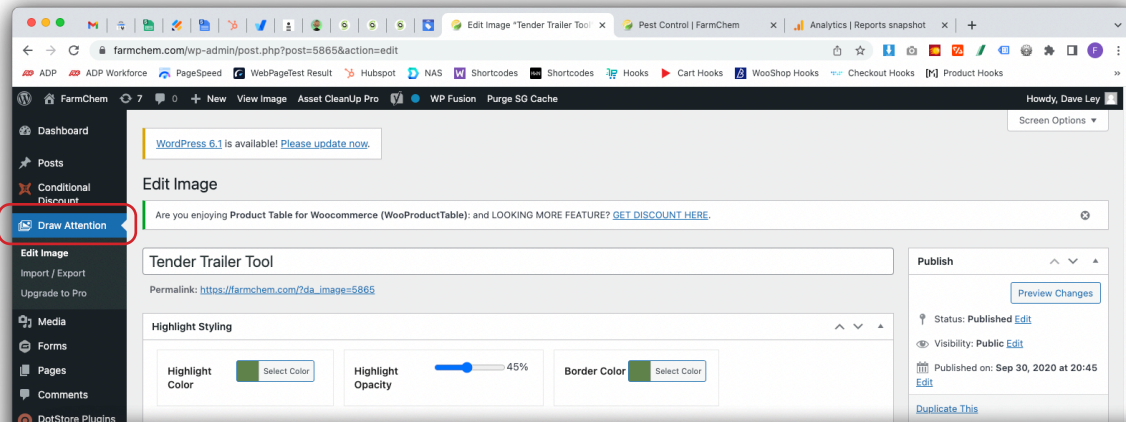 Edit Image "Tender Trailer Tool
Pest Control | FarmChem
Analytics | Reports snapshot
farmchem.com/wp-admin/post.php?post=5865&action=edit
ADP
ADP Workforce
PageSpeed
WebPageTest Result
Hubspot
NAS
Shortcodes
Shortcodes
Hooks
Cart Hooks
WooShop Hooks
Checkout Hooks
Product Hooks
FarmChem
7
0
New
View Image
Asset CleanUp Pro
WP Fusion
Purge SG Cache
Howdy, Dave Ley
Screen Options
Dashboard
Posts
Conditional
Discount
Draw Attention
Edit Image
Import / Export
Upgrade to Pro
Media
Forms
Pages
Comments
DotStore Plugins
WordPress 6.1 is available! Please update now.
Edit Image
Are you enjoying Product Table for Woocommerce (WooProductTable): and LOOKING MORE FEATURE? GET DISCOUNT HERE.
Tender Trailer Tool
Permalink: https://farmchem.com/?da_image=5865
Highlight Styling
Highlight
Color
Select Color
Highlight
Opacity
45%
Border Color
Select Color
Publish
Preview Changes
Status: Published Edit
Visibility: Public Edit
Published on: Sep 30, 2020 at 20:45
Edit
Duplicate This